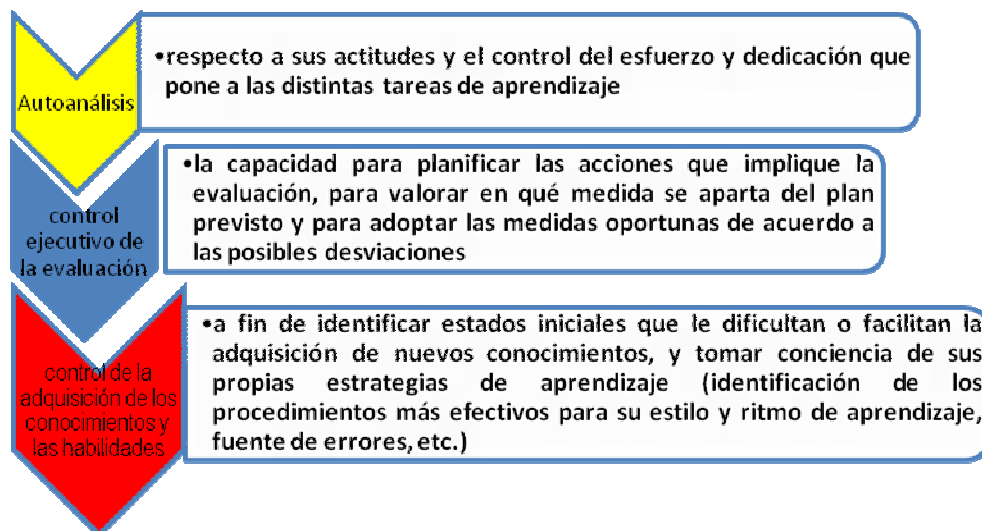 Autoanálisis
•respecto a sus actitudes y el control del esfuerzo y dedicación que
pone a las distintas tareas de aprendizaje
control
ejecutivo de
la evaluación
•la capacidad para planificar las acciones que implique la
evaluación, para valorar en qué medida se aparta del plan
previsto y para adoptar las medidas oportunas de acuerdo a
las posibles desviaciones
control de la
adquisición de los
conocimientos y
las habilidades
•a fin de identificar estados iniciales que le dificultan o facilitan la
adquisición de nuevos conocimientos, y tomar conciencia de sus
propias estrategias de aprendizaje (identificación de los
procedimientos más efectivos para su estilo y ritmo de aprendizaje,
fuente de errores, etc.)